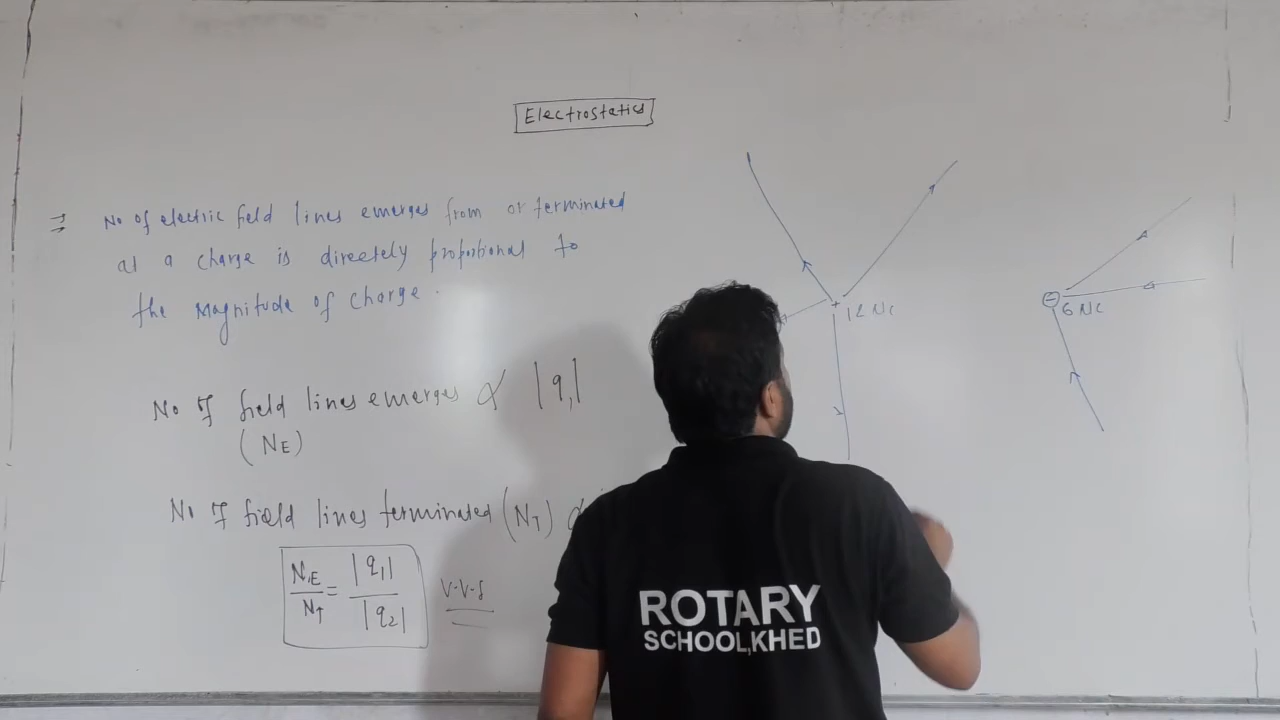 Electrostatics
⇒ No of electric field lines emerges from or terminated
at a charge is direetely proportional to
the magnitude of charge.
No of field lines emerges ∝ |q₁|
(NE)
No of field lines terminated (NT) ∝
NE/NT = |q₁|/|q₂|
+
12 NC
−
6 NC
ROTARY
SCHOOL,KHED